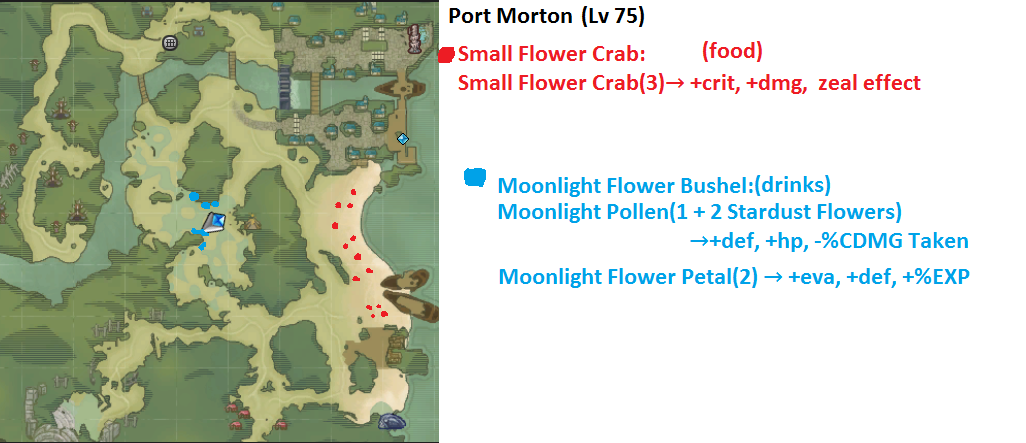 Port Morton (Lv 75)
Small Flower Crab: (food)
Small Flower Crab(3)→ +crit, +dmg, zeal effect
Moonlight Flower Bushel:(drinks)
Moonlight Pollen(1 + 2 Stardust Flowers)
→+def, +hp, -%CDMG Taken
Moonlight Flower Petal(2) → +eva, +def, +%EXP